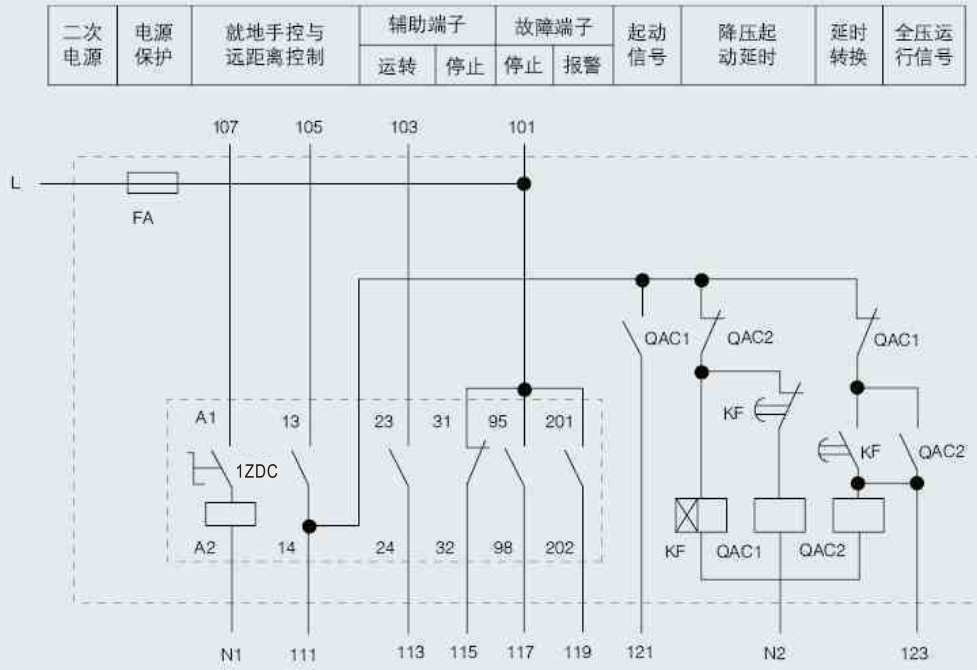 二次 电源 就地手控与 辅助端子 故障端子 起动 降压起 延时 全压运
电源 保护 远距离控制 运转 停止 停止 报警 信号 动延时 转换 行信号
107 105 103 101
L
FA
QAC1 QAC2 QAC1
A1 13 23 31 95 201
KF KF QAC2
1ZDC
A2 14 24 32 98 202 KF QAC1 QAC2
N1 111 113 115 117 119 121 N2 123